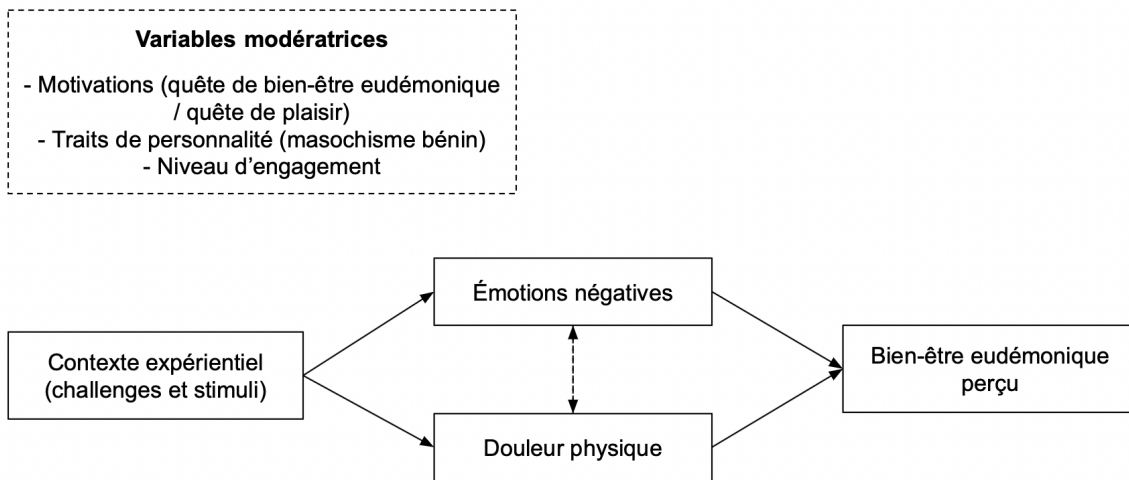 Variables modératrices
- Motivations (quête de bien-être eudémonique
/ quête de plaisir)
- Traits de personnalité (masochisme bénin)
- Niveau d'engagement
Émotions négatives
Contexte expérientiel
(challenges et stimuli)
Bien-être eudémonique
perçu
Douleur physique